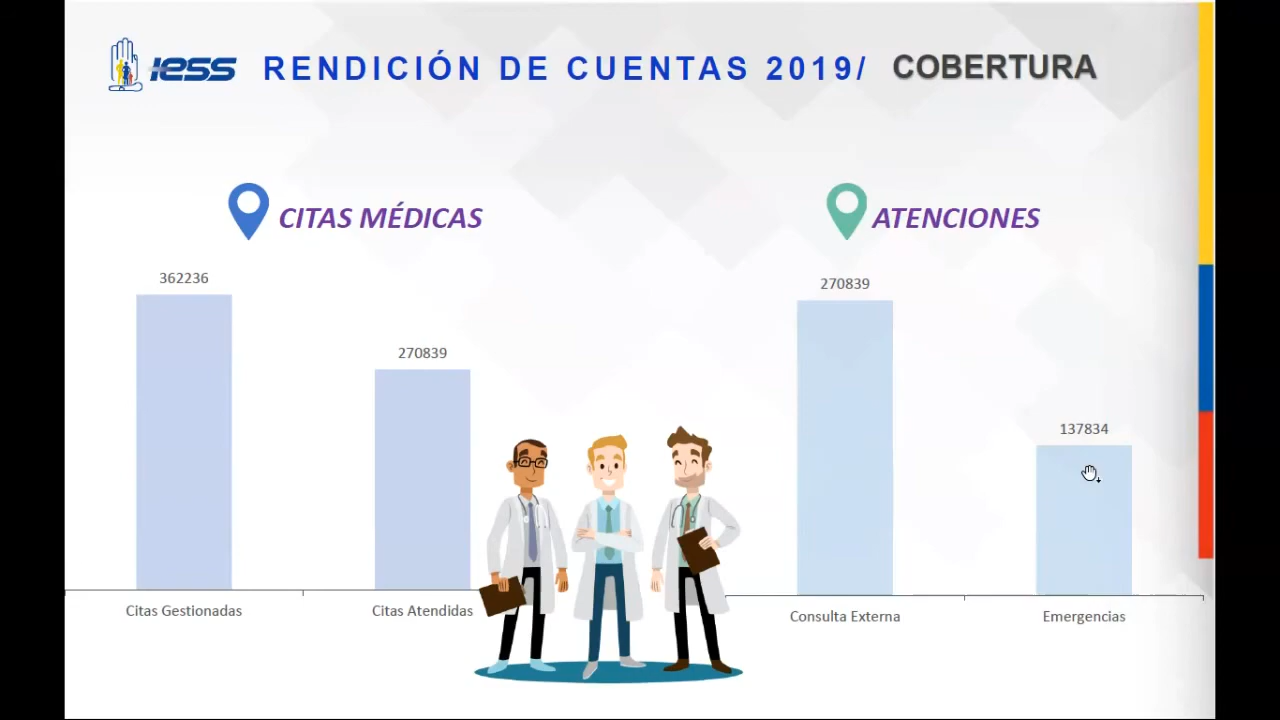 IESS RENDICIÓN DE CUENTAS 2019/ COBERTURA
CITAS MÉDICAS
362236
270839
Citas Gestionadas
Citas Atendidas
ATENCIONES
270839
137834
Consulta Externa
Emergencias